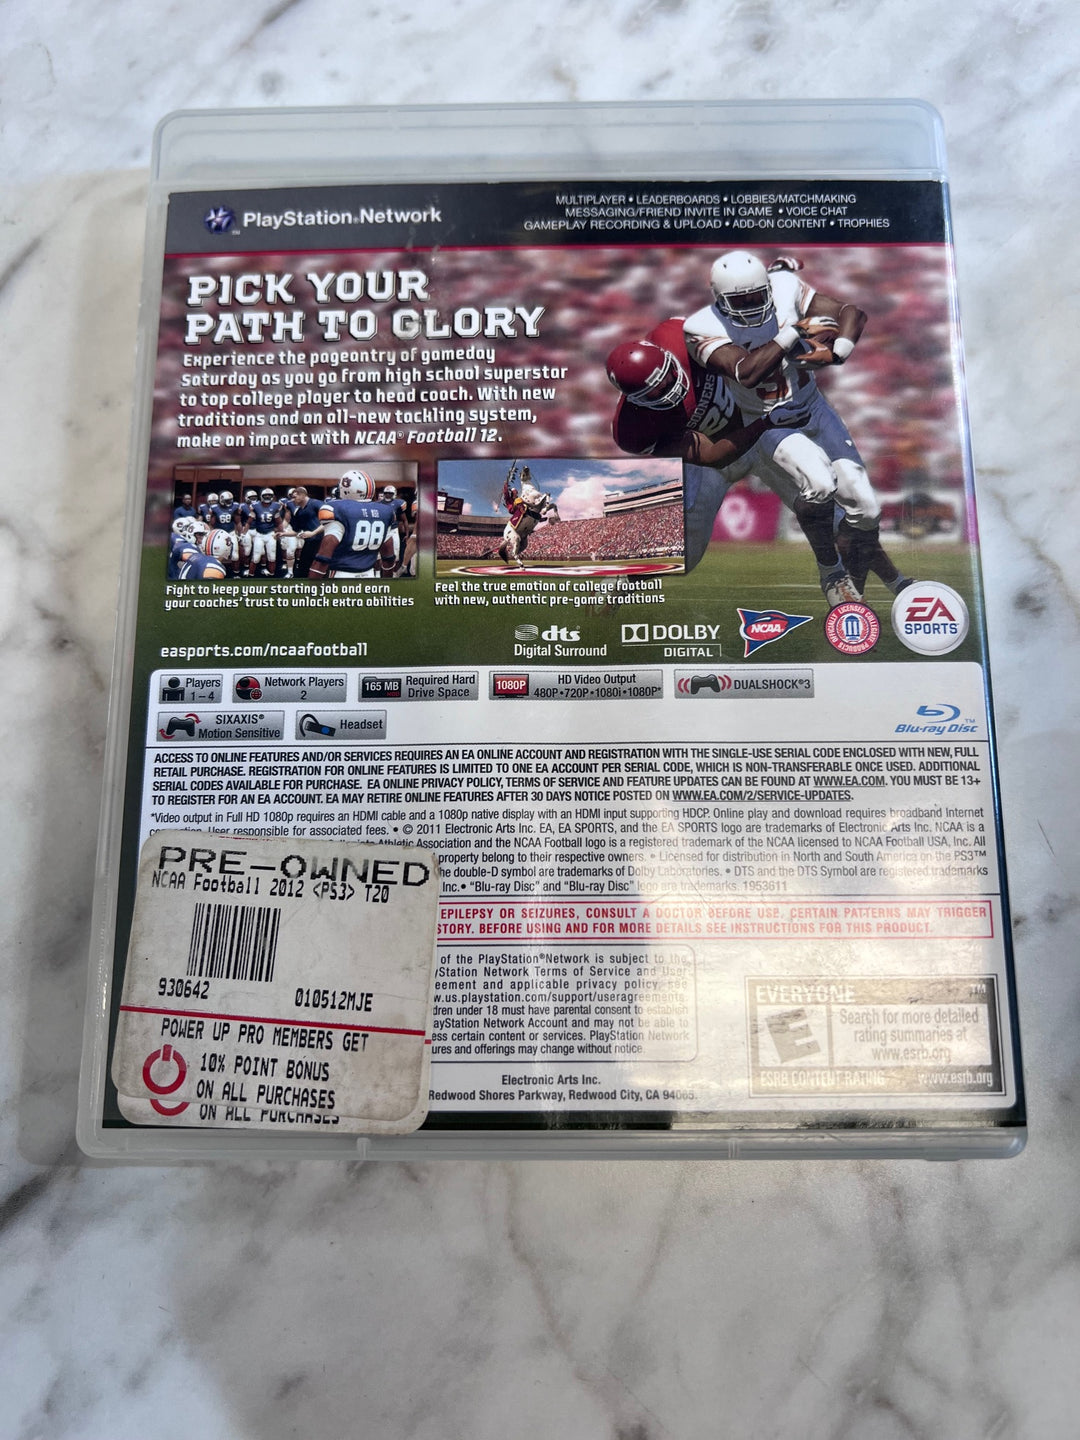 PlayStation®Network
MULTIPLAYER • LEADERBOARDS • LOBBIES/MATCHMAKING
MESSAGING/FRIEND INVITE IN GAME • VOICE CHAT
GAMEPLAY RECORDING & UPLOAD • ADD-ON CONTENT • TROPHIES
PICK YOUR
PATH TO GLORY
Experience the pageantry of gameday
Saturday as you go from high school superstar
to top college player to head coach. With new
traditions and an all-new tackling system,
make an impact with NCAA® Football 12.
SOONERS
25
88
Fight to keep your starting job and earn
your coaches' trust to unlock extra abilities
Feel the true emotion of college football
with new, authentic pre-game traditions
easports.com/ncaafootball
dts
Digital Surround
DOLBY
DIGITAL
NCAA
OFFICIALLY LICENSED COLLEGIATE PRODUCTS
EA
SPORTS™
Players
1–4
Network Players
2
165 MB
Required Hard
Drive Space
1080P
HD Video Output
480P•720P•1080i•1080P*
DUALSHOCK®3
SIXAXIS®
Motion Sensitive
Headset
Blu-ray Disc™
ACCESS TO ONLINE FEATURES AND/OR SERVICES REQUIRES AN EA ONLINE ACCOUNT AND REGISTRATION WITH THE SINGLE-USE SERIAL CODE ENCLOSED WITH NEW, FULL
RETAIL PURCHASE. REGISTRATION FOR ONLINE FEATURES IS LIMITED TO ONE EA ACCOUNT PER SERIAL CODE, WHICH IS NON-TRANSFERABLE ONCE USED. ADDITIONAL
SERIAL CODES AVAILABLE FOR PURCHASE. EA ONLINE PRIVACY POLICY, TERMS OF SERVICE AND FEATURE UPDATES CAN BE FOUND AT WWW.EA.COM. YOU MUST BE 13+
TO REGISTER FOR AN EA ACCOUNT. EA MAY RETIRE ONLINE FEATURES AFTER 30 DAYS NOTICE POSTED ON WWW.EA.COM/2/SERVICE-UPDATES.
*Video output in Full HD 1080p requires an HDMI cable and a 1080p native display with an HDMI input supporting HDCP. Online play and download requires broadband Internet
User responsible for associated fees. • © 2011 Electronic Arts Inc. EA, EA SPORTS, and the EA SPORTS logo are trademarks of Electronic Arts Inc. NCAA is a
Athletic Association and the NCAA Football logo is a registered trademark of the NCAA licensed to NCAA Football USA, Inc. All
property belong to their respective owners. • Licensed for distribution in North and South America on the PS3™
he double-D symbol are trademarks of Dolby Laboratories. • DTS and the DTS Symbol are registered trademarks
Inc.• "Blu-ray Disc" and "Blu-ray Disc" logo are trademarks. 1953611
EPILEPSY OR SEIZURES, CONSULT A DOCTOR BEFORE USE. CERTAIN PATTERNS MAY TRIGGER
STORY. BEFORE USING AND FOR MORE DETAILS SEE INSTRUCTIONS FOR THIS PRODUCT.
of the PlayStation®Network is subject to the
yStation Network Terms of Service and User
eement and applicable privacy policy, see
w.us.playstation.com/support/useragreements
dren under 18 must have parental consent to establish
ayStation Network Account and may not be able to
ess certain content or services. PlayStation Network
ures and offerings may change without notice.
Electronic Arts Inc.
Redwood Shores Parkway, Redwood City, CA 94065.
EVERYONE ™
E
Search for more detailed
rating summaries at
www.esrb.org
ESRB CONTENT RATING www.esrb.org
PRE-OWNED
NCAA Football 2012 <PS3> T20
930642 010512MJE
POWER UP PRO MEMBERS GET
10% POINT BONUS
ON ALL PURCHASES
ON ALL PURCHASES